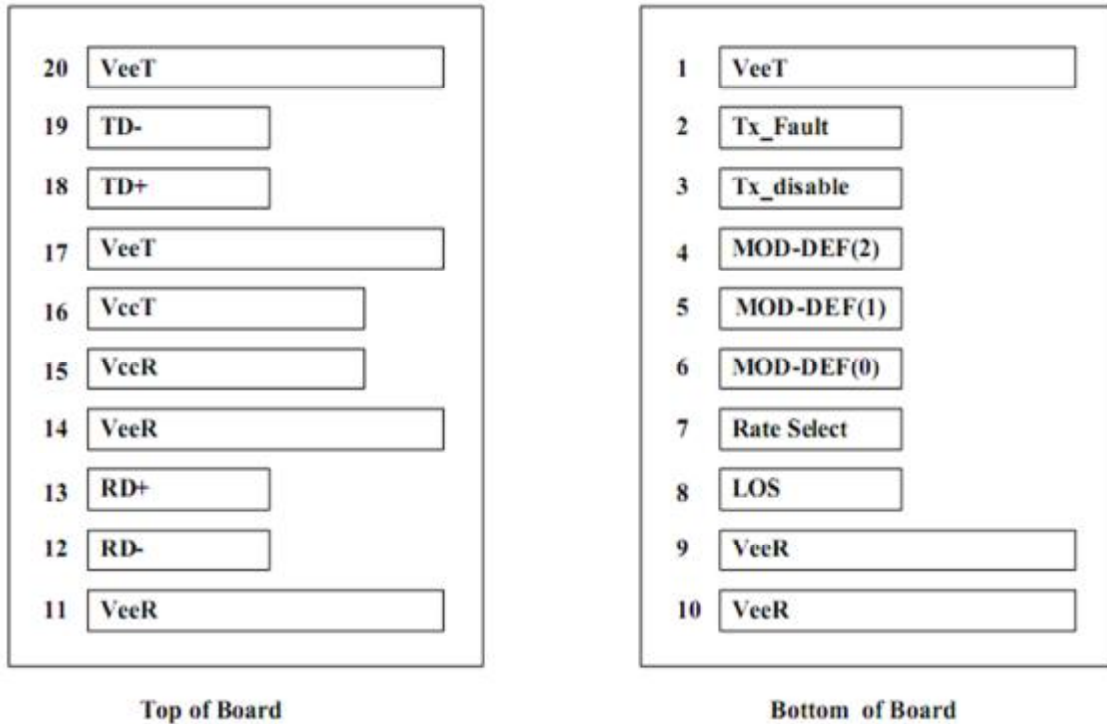 20 VeeT
19 TD-
18 TD+
17 VeeT
16 VccT
15 VccR
14 VeeR
13 RD+
12 RD-
11 VeeR
Top of Board
1 VeeT
2 Tx_Fault
3 Tx_disable
4 MOD-DEF(2)
5 MOD-DEF(1)
6 MOD-DEF(0)
7 Rate Select
8 LOS
9 VeeR
10 VeeR
Bottom of Board